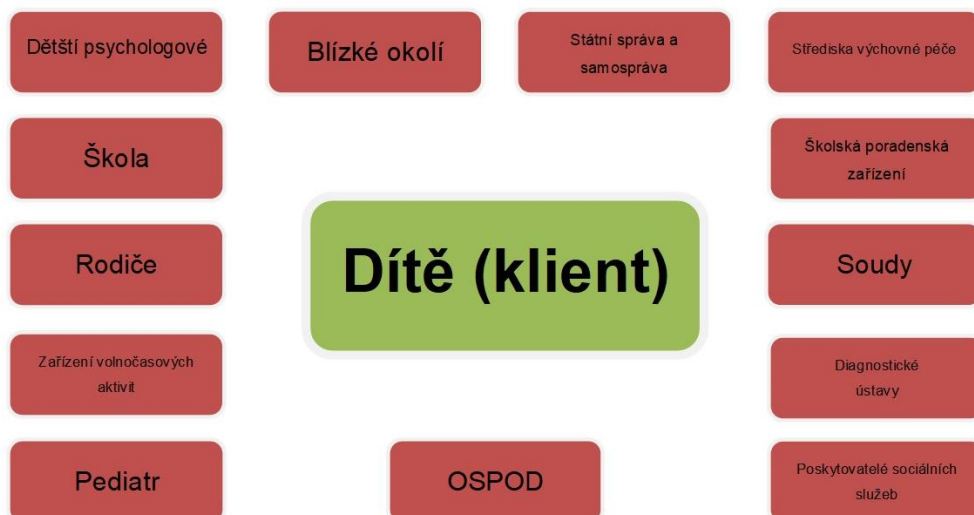 Dětští psychologové
Blízké okolí
Státní správa a
samospráva
Střediska výchovné péče
Škola
Školská poradenská
zařízení
Rodiče
Dítě (klient)
Soudy
Zařízení volnočasových
aktivit
Diagnostické
ústavy
Pediatr
OSPOD
Poskytovatelé sociálních
služeb